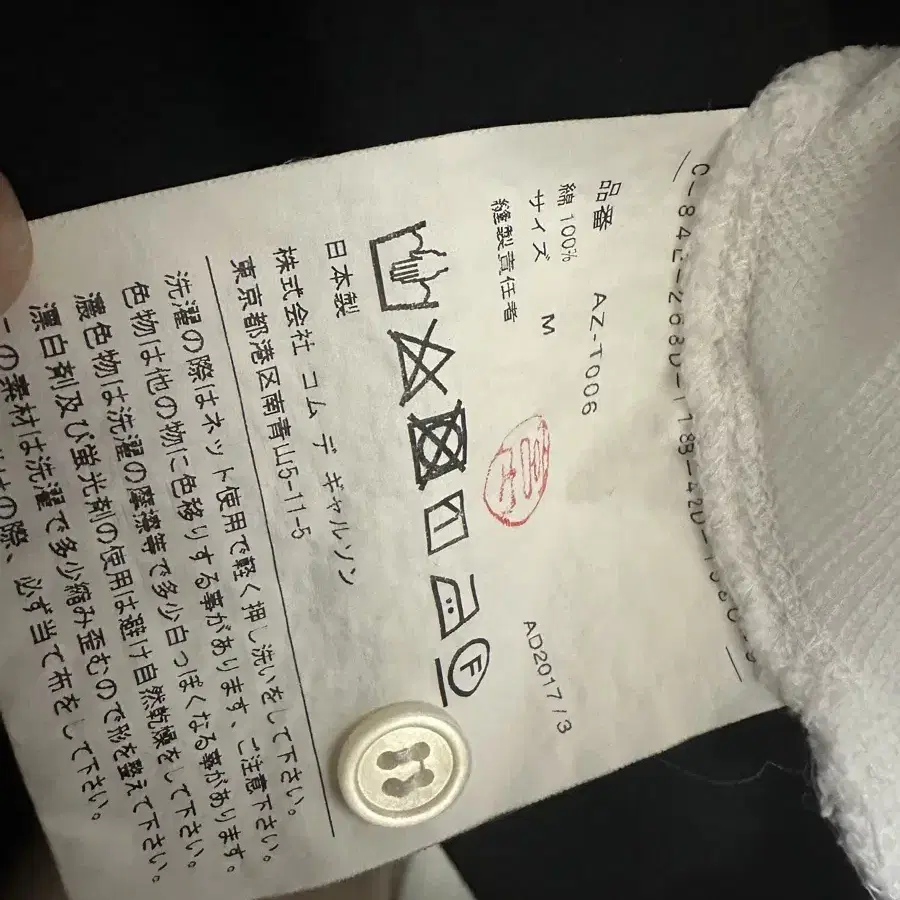 品番 AZ-T006
綿 100%
サイズ M
縫製責任者
AD2017/3
日本製
株式会社 コム デ ギャルソン
東京都港区南青山5-11-5
洗濯の際はネット使用で軽く押し洗いをして下さい。
色物は他の物に色移りする事があります、ご注意下さい。
濃色物は洗濯の摩擦等で多少白っぽくなる事があります。
漂白剤及び蛍光剤の使用は避け自然乾燥をして下さい。
この素材は洗濯で多少縮み歪むので形を整えて下さい。
の際、必ず当て布をして下さい。